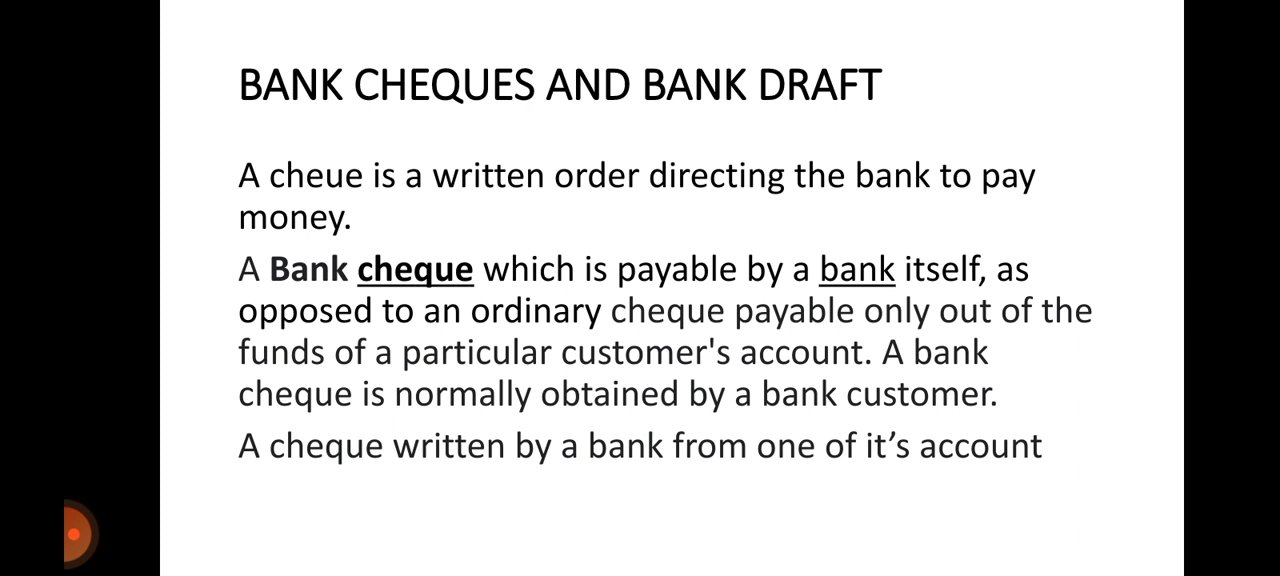 BANK CHEQUES AND BANK DRAFT
A cheue is a written order directing the bank to pay
money.
A Bank cheque which is payable by a bank itself, as
opposed to an ordinary cheque payable only out of the
funds of a particular customer's account. A bank
cheque is normally obtained by a bank customer.
A cheque written by a bank from one of it’s account